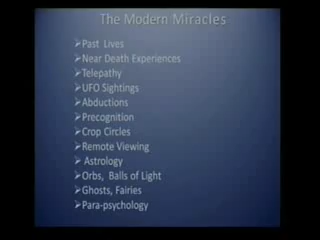 The Modern Miracles
➢Past Lives
➢Near Death Experiences
➢Telepathy
➢UFO Sightings
➢Abductions
➢Precognition
➢Crop Circles
➢Remote Viewing
➢ Astrology
➢Orbs, Balls of Light
➢Ghosts, Fairies
➢Para-psychology